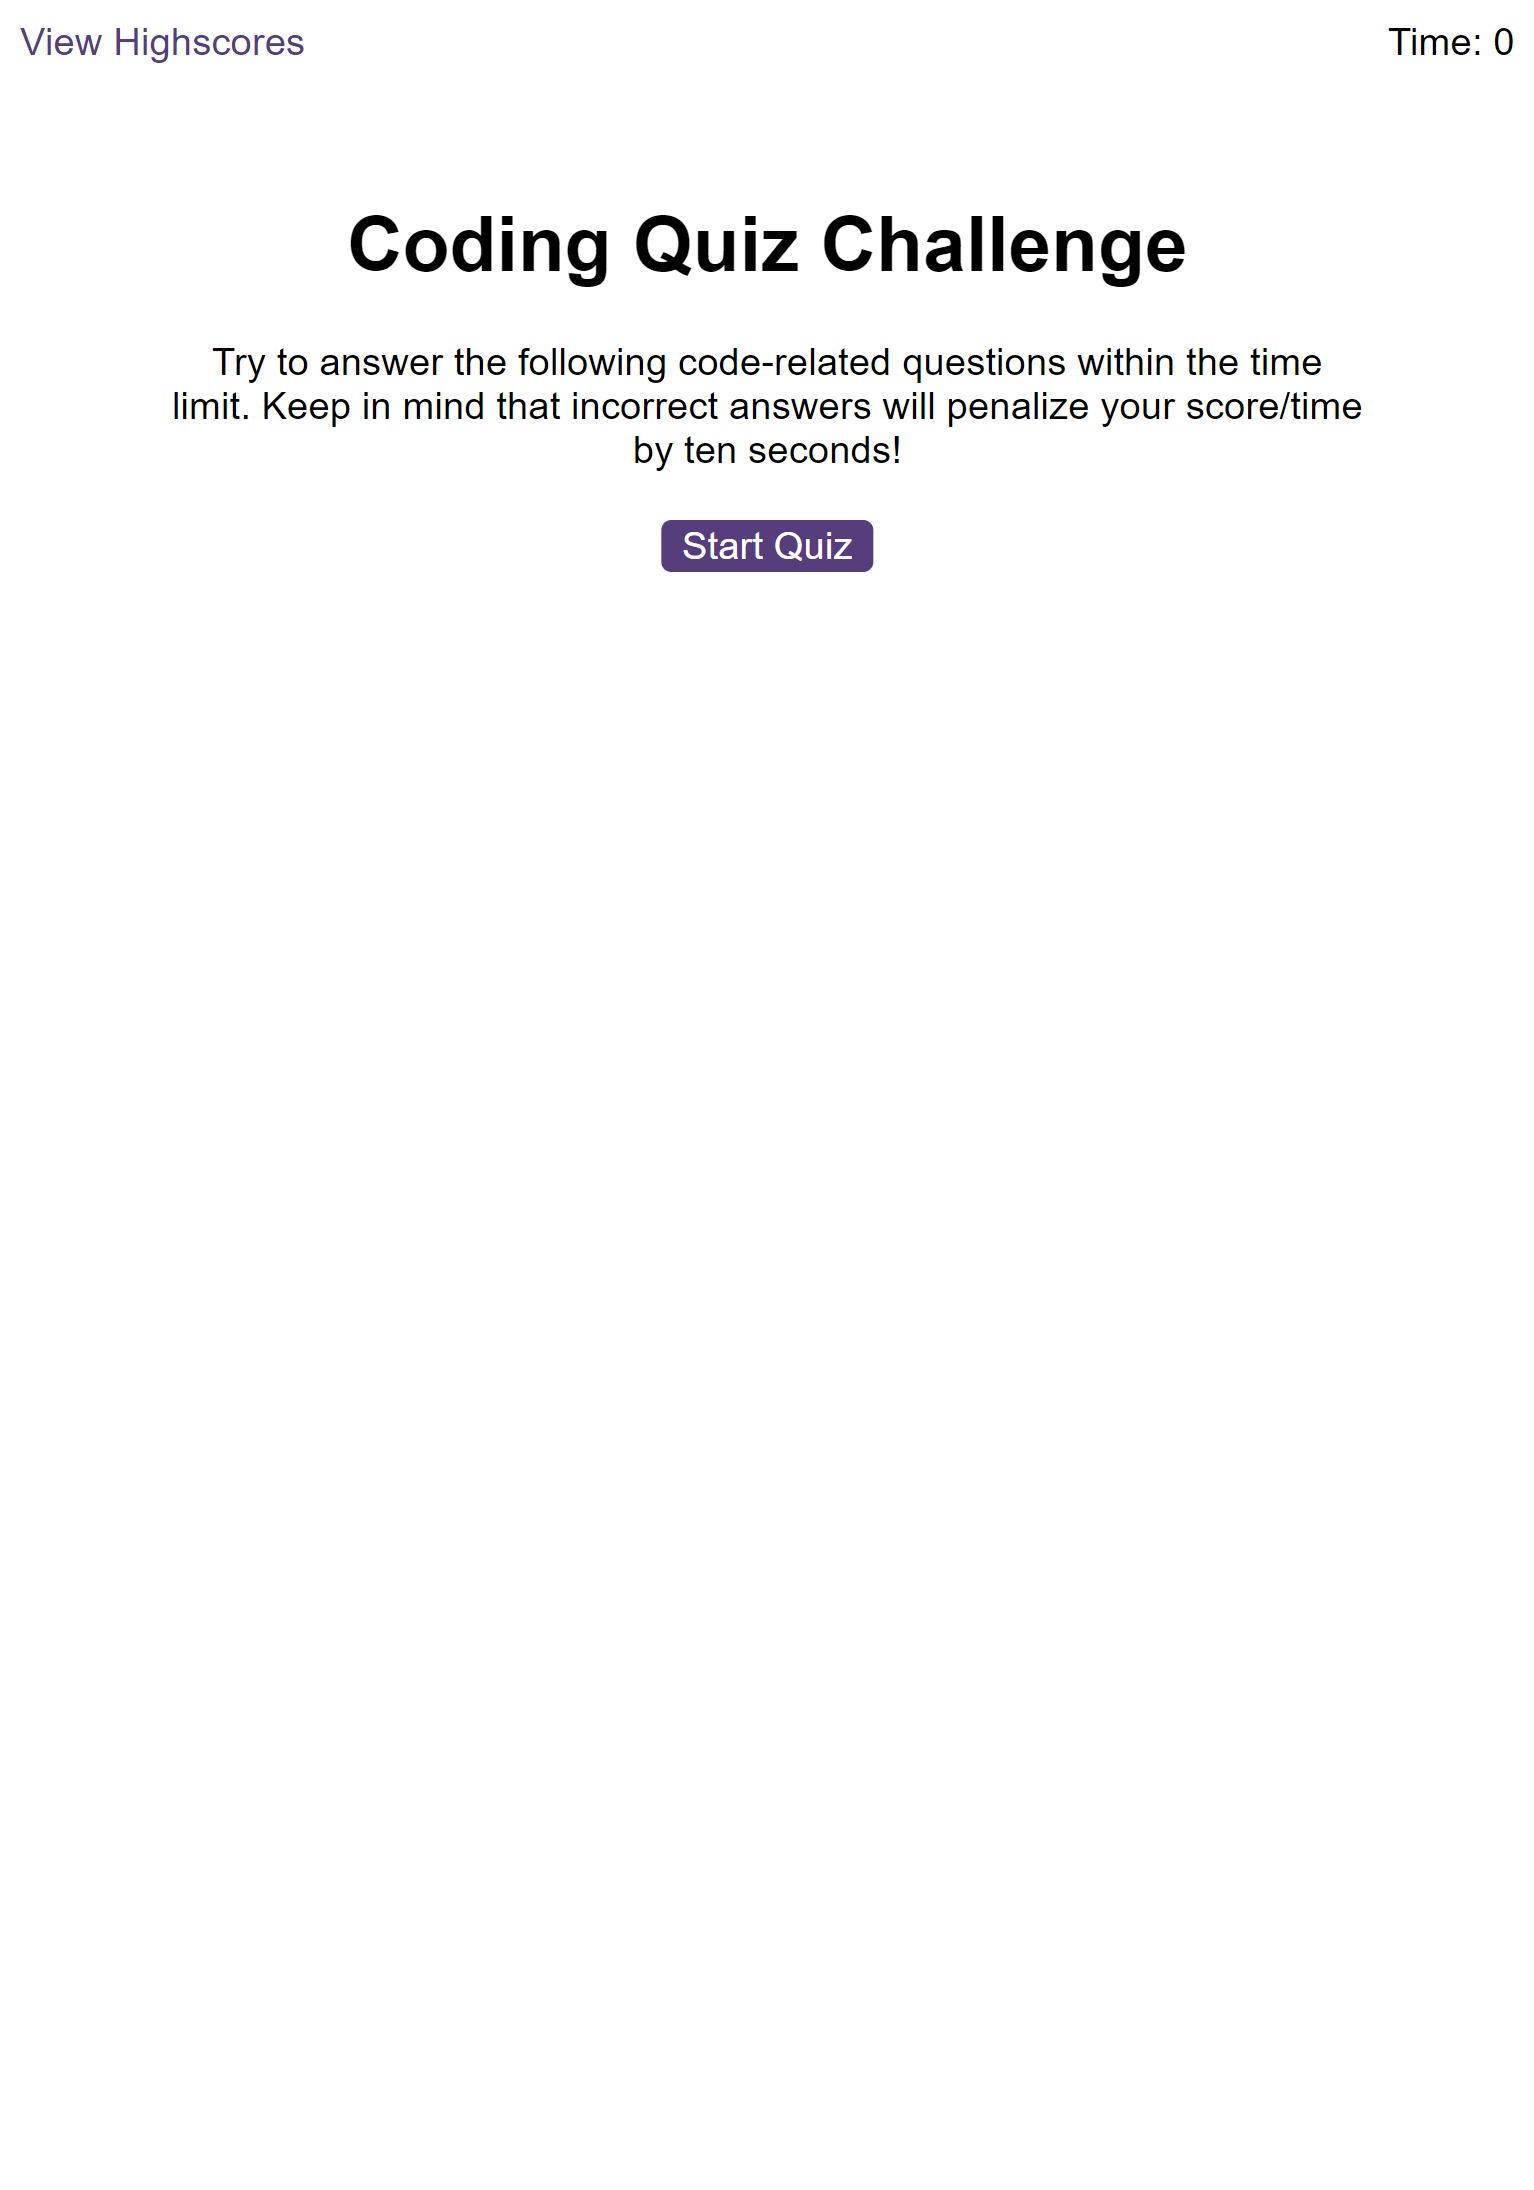 View Highscores
Time: 0
Coding Quiz Challenge
Try to answer the following code-related questions within the time
limit. Keep in mind that incorrect answers will penalize your score/time
by ten seconds!
Start Quiz